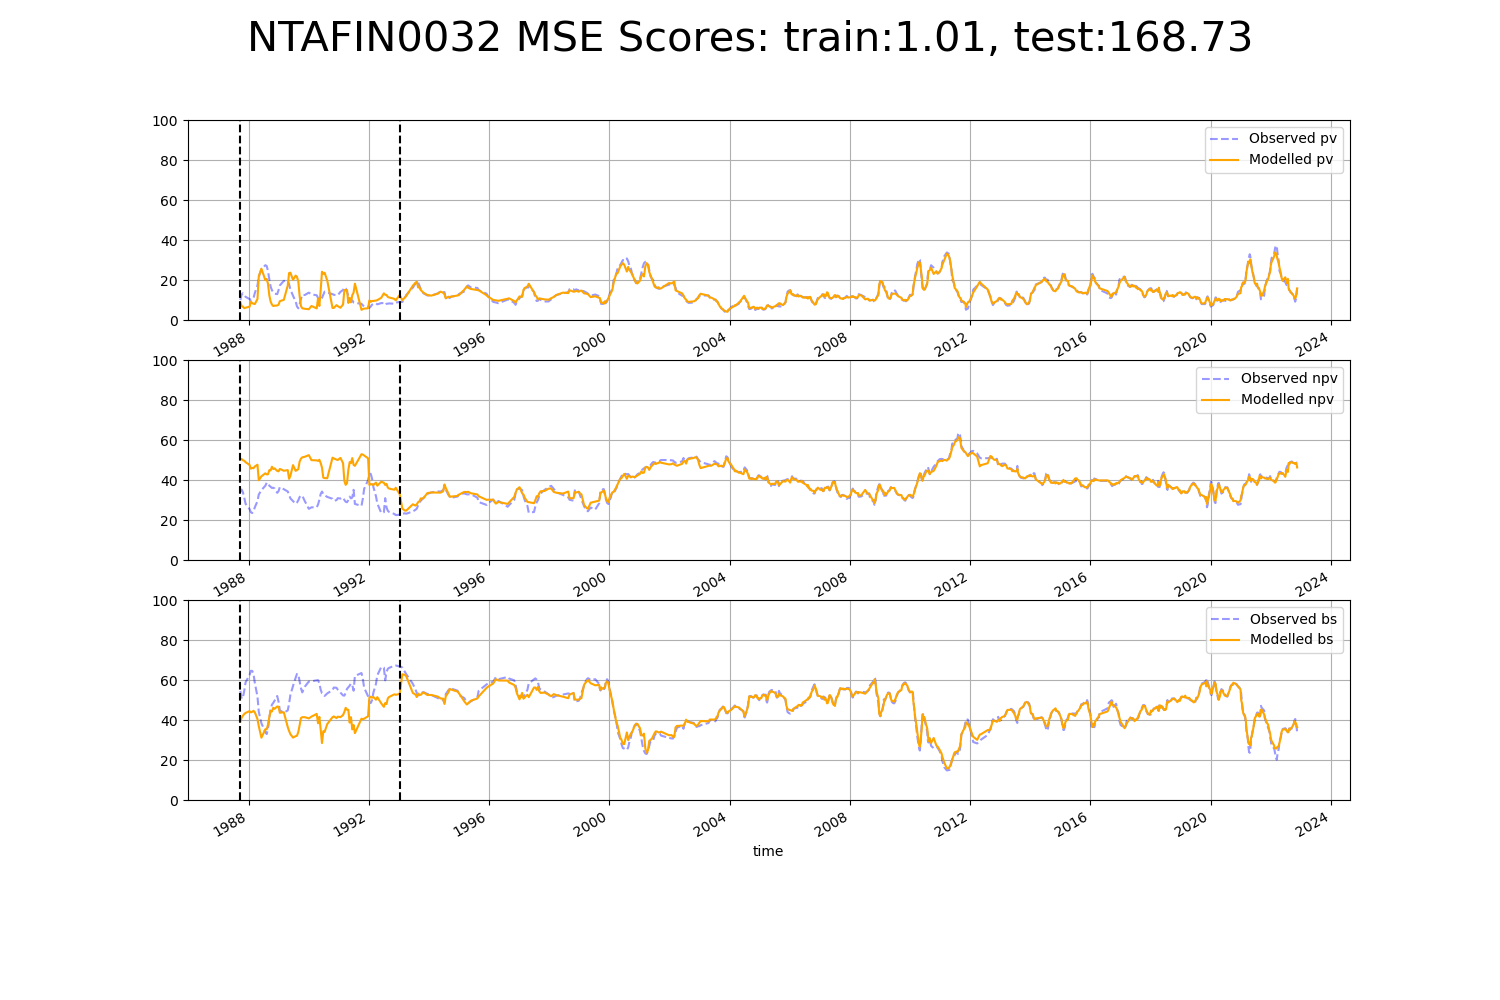 NTAFIN0032 MSE Scores: train:1.01, test:168.73
100
80
60
40
20
0
Observed pv
Modelled pv
1988 1992 1996 2000 2004 2008 2012 2016 2020 2024
100
80
60
40
20
0
Observed npv
Modelled npv
1988 1992 1996 2000 2004 2008 2012 2016 2020 2024
100
80
60
40
20
0
Observed bs
Modelled bs
1988 1992 1996 2000 2004 2008 2012 2016 2020 2024
time